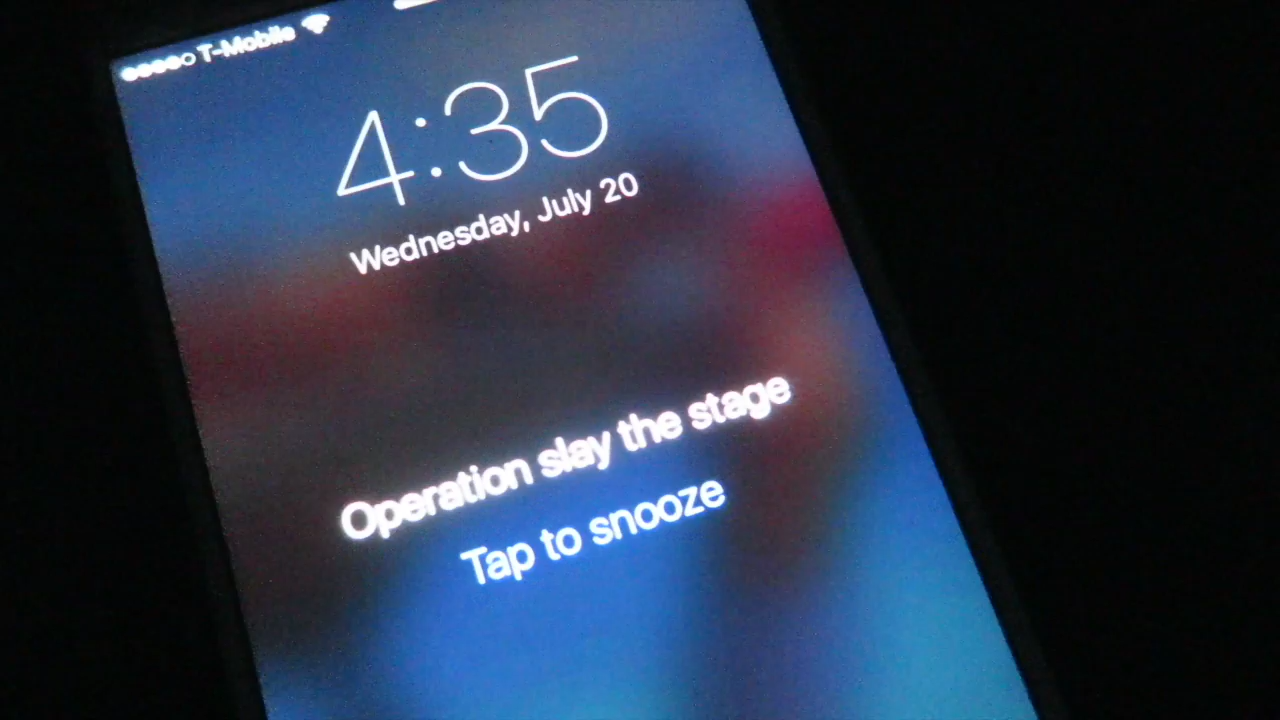 T-Mobile
4:35
Wednesday, July 20
Operation slay the stage
Tap to snooze